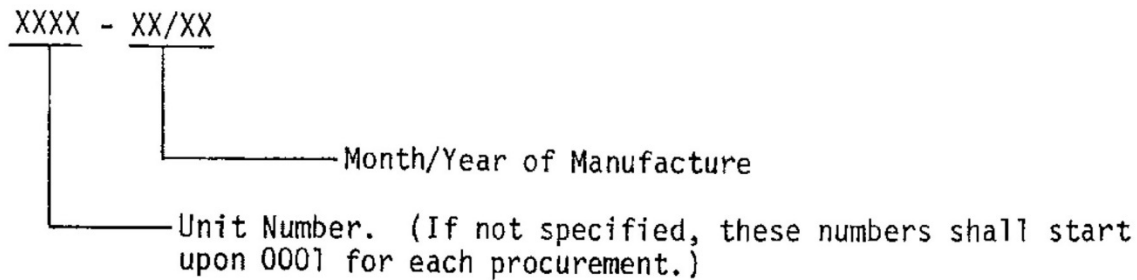 XXXX - XX/XX
Month/Year of Manufacture
Unit Number. (If not specified, these numbers shall start
upon 0001 for each procurement.)